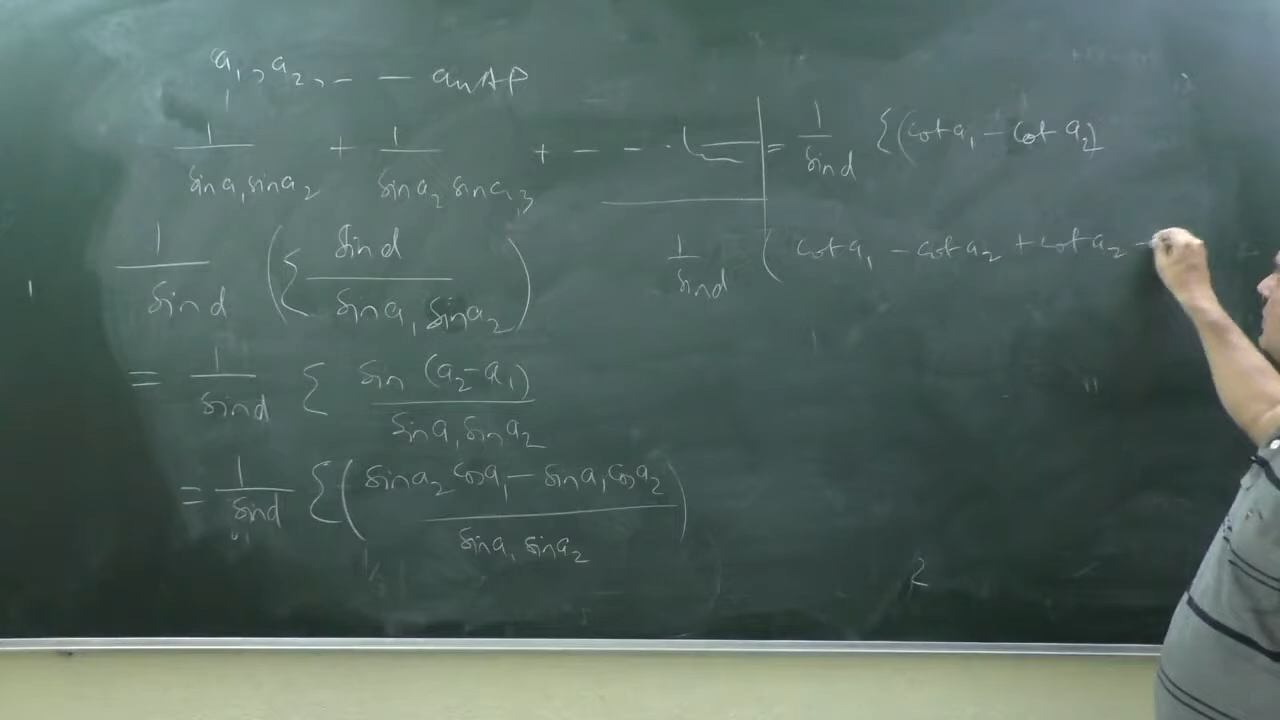 a₁, a₂, - - an AP
1/(sin a₁ sin a₂) + 1/(sin a₂ sin a₃) + - - - .
1/(sin d) (Σ (sin d)/(sin a₁ sin a₂))
= 1/(sin d) Σ (sin (a₂ - a₁))/(sin a₁ sin a₂)
= 1/(sin d) Σ ((sin a₂ cos a₁ - sin a₁ cos a₂)/(sin a₁ sin a₂))
= 1/(sin d) Σ (cot a₁ - cot a₂)
1/(sin d) ( cot a₁ - cot a₂ + cot a₂ -
2